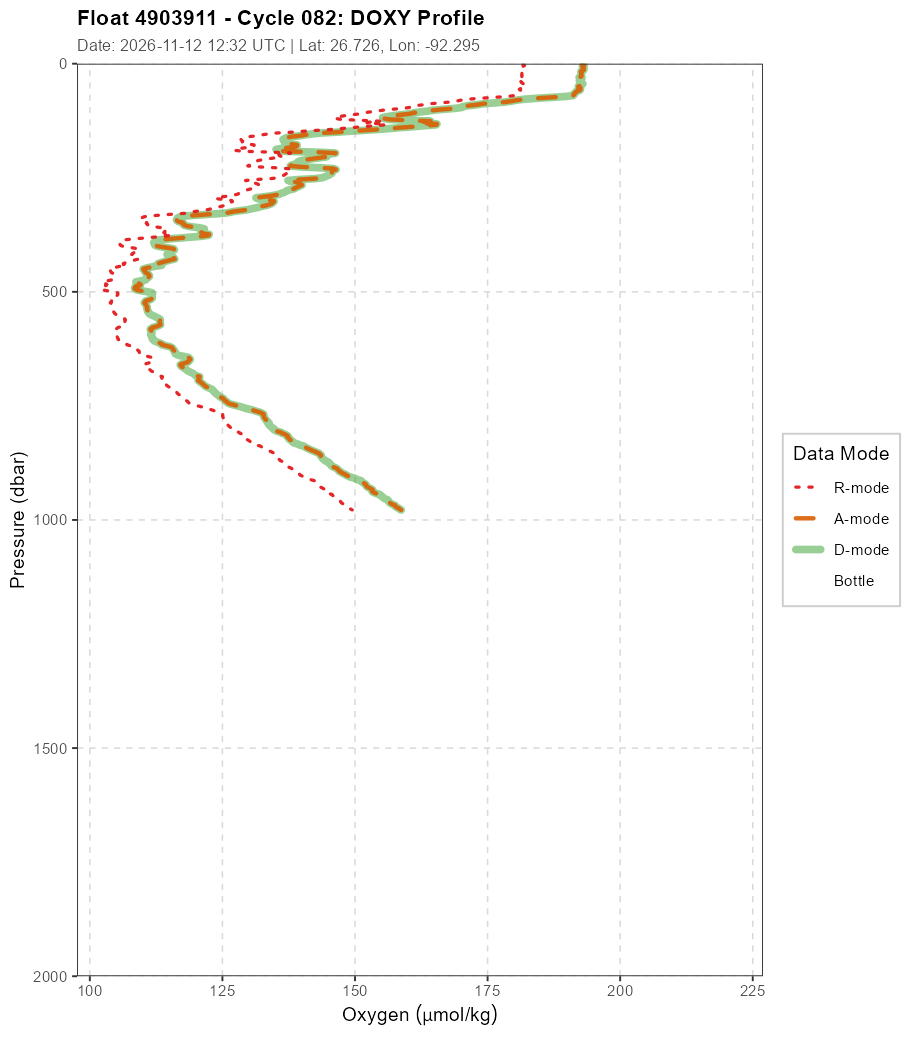 Float 4903911 - Cycle 082: DOXY Profile
Date: 2026-11-12 12:32 UTC | Lat: 26.726, Lon: -92.295
0
500
1000
1500
2000
Pressure (dbar)
100 125 150 175 200 225
Oxygen (μmol/kg)
Data Mode
R-mode
A-mode
D-mode
Bottle